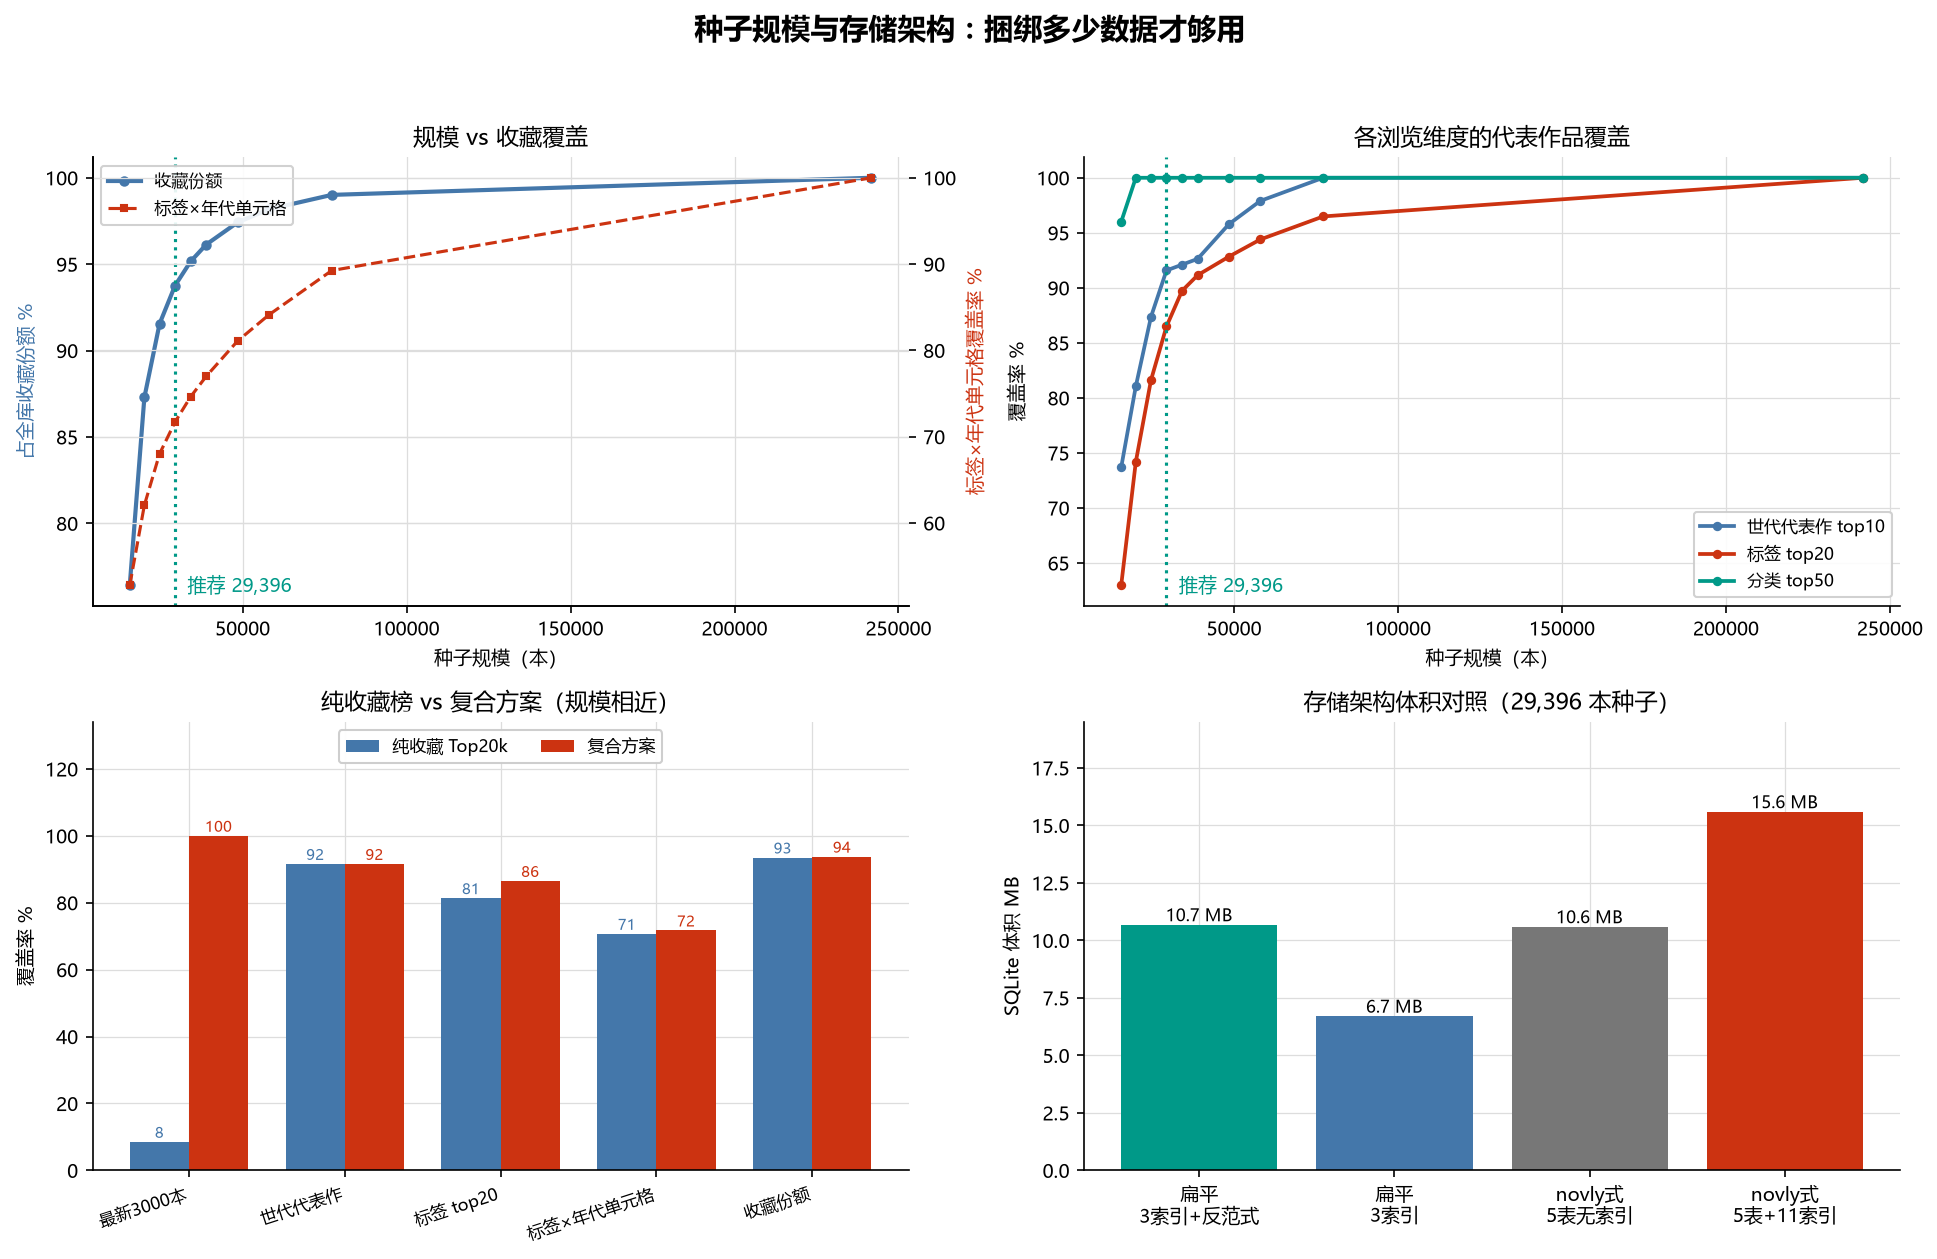 种子规模与存储架构：捆绑多少数据才够用
规模 vs 收藏覆盖
收藏份额
标签×年代单元格
100
95
90
85
80
占全库收藏份额 %
100
90
80
70
60
标签×年代单元格覆盖率 %
推荐 29,396
50000
100000
150000
200000
250000
种子规模（本）
各浏览维度的代表作品覆盖
100
95
90
85
80
75
70
65
覆盖率 %
世代代表作 top10
标签 top20
分类 top50
推荐 29,396
50000
100000
150000
200000
250000
种子规模（本）
纯收藏榜 vs 复合方案（规模相近）
纯收藏 Top20k
复合方案
120
100
80
60
40
20
0
覆盖率 %
8
100
92
92
81
86
71
72
93
94
最新3000本
世代代表作
标签 top20
标签×年代单元格
收藏份额
存储架构体积对照（29,396 本种子）
17.5
15.0
12.5
10.0
7.5
5.0
2.5
0.0
SQLite 体积 MB
10.7 MB
6.7 MB
10.6 MB
15.6 MB
扁平
3索引+反范式
扁平
3索引
novly式
5表无索引
novly式
5表+11索引